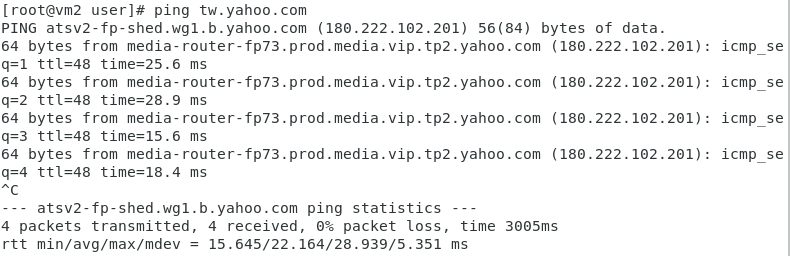 [root@vm2 user]# ping tw.yahoo.com
PING atsv2-fp-shed.wg1.b.yahoo.com (180.222.102.201) 56(84) bytes of data.
64 bytes from media-router-fp73.prod.media.vip.tp2.yahoo.com (180.222.102.201): icmp_se
q=1 ttl=48 time=25.6 ms
64 bytes from media-router-fp73.prod.media.vip.tp2.yahoo.com (180.222.102.201): icmp_se
q=2 ttl=48 time=28.9 ms
64 bytes from media-router-fp73.prod.media.vip.tp2.yahoo.com (180.222.102.201): icmp_se
q=3 ttl=48 time=15.6 ms
64 bytes from media-router-fp73.prod.media.vip.tp2.yahoo.com (180.222.102.201): icmp_se
q=4 ttl=48 time=18.4 ms
^C
--- atsv2-fp-shed.wg1.b.yahoo.com ping statistics ---
4 packets transmitted, 4 received, 0% packet loss, time 3005ms
rtt min/avg/max/mdev = 15.645/22.164/28.939/5.351 ms